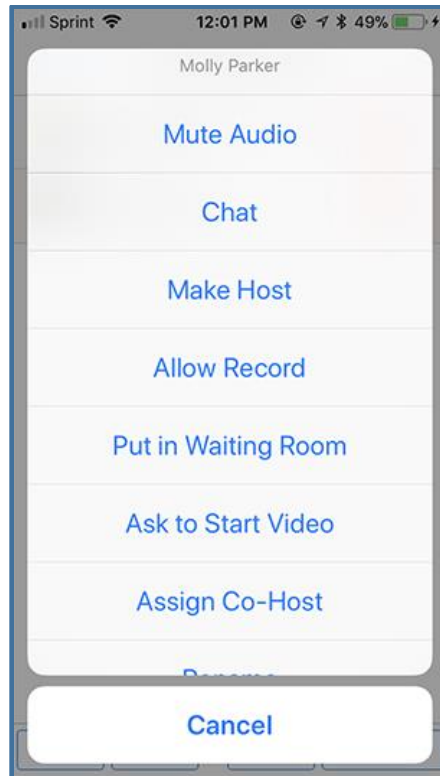 Sprint 12:01 PM 49%
Molly Parker
Mute Audio
Chat
Make Host
Allow Record
Put in Waiting Room
Ask to Start Video
Assign Co-Host
Cancel